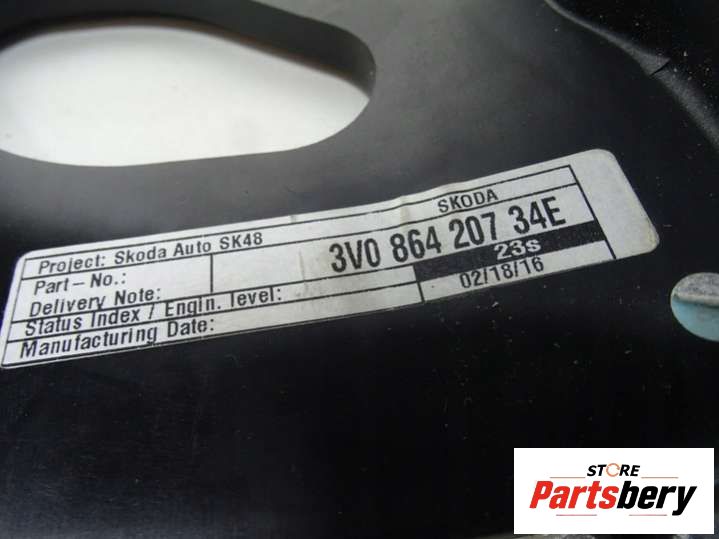 Project: Skoda Auto SK48 SKODA
Part-No.: 3V0 864 207 34E
Delivery Note: 23s
Status Index / Engin. level: 02/18/16
Manufacturing Date:
STORE
Partsbery